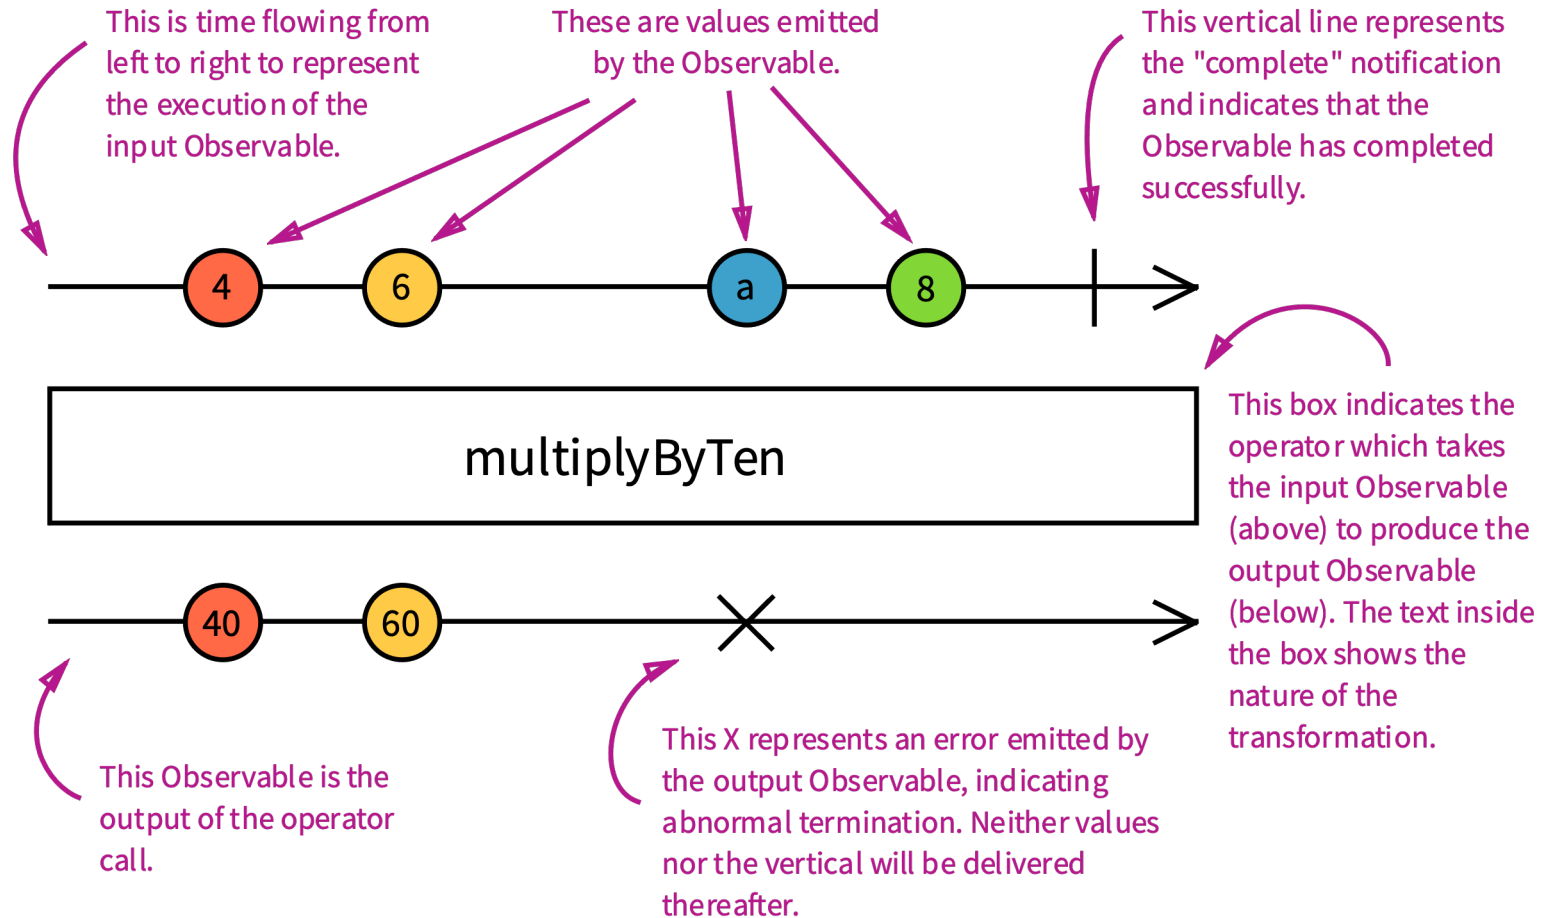 This is time flowing from
left to right to represent
the execution of the
input Observable.
These are values emitted
by the Observable.
This vertical line represents
the "complete" notification
and indicates that the
Observable has completed
successfully.
4
6
a
8
multiplyByTen
This box indicates the
operator which takes
the input Observable
(above) to produce the
output Observable
(below). The text inside
the box shows the
nature of the
transformation.
40
60
This Observable is the
output of the operator
call.
This X represents an error emitted by
the output Observable, indicating
abnormal termination. Neither values
nor the vertical will be delivered
thereafter.